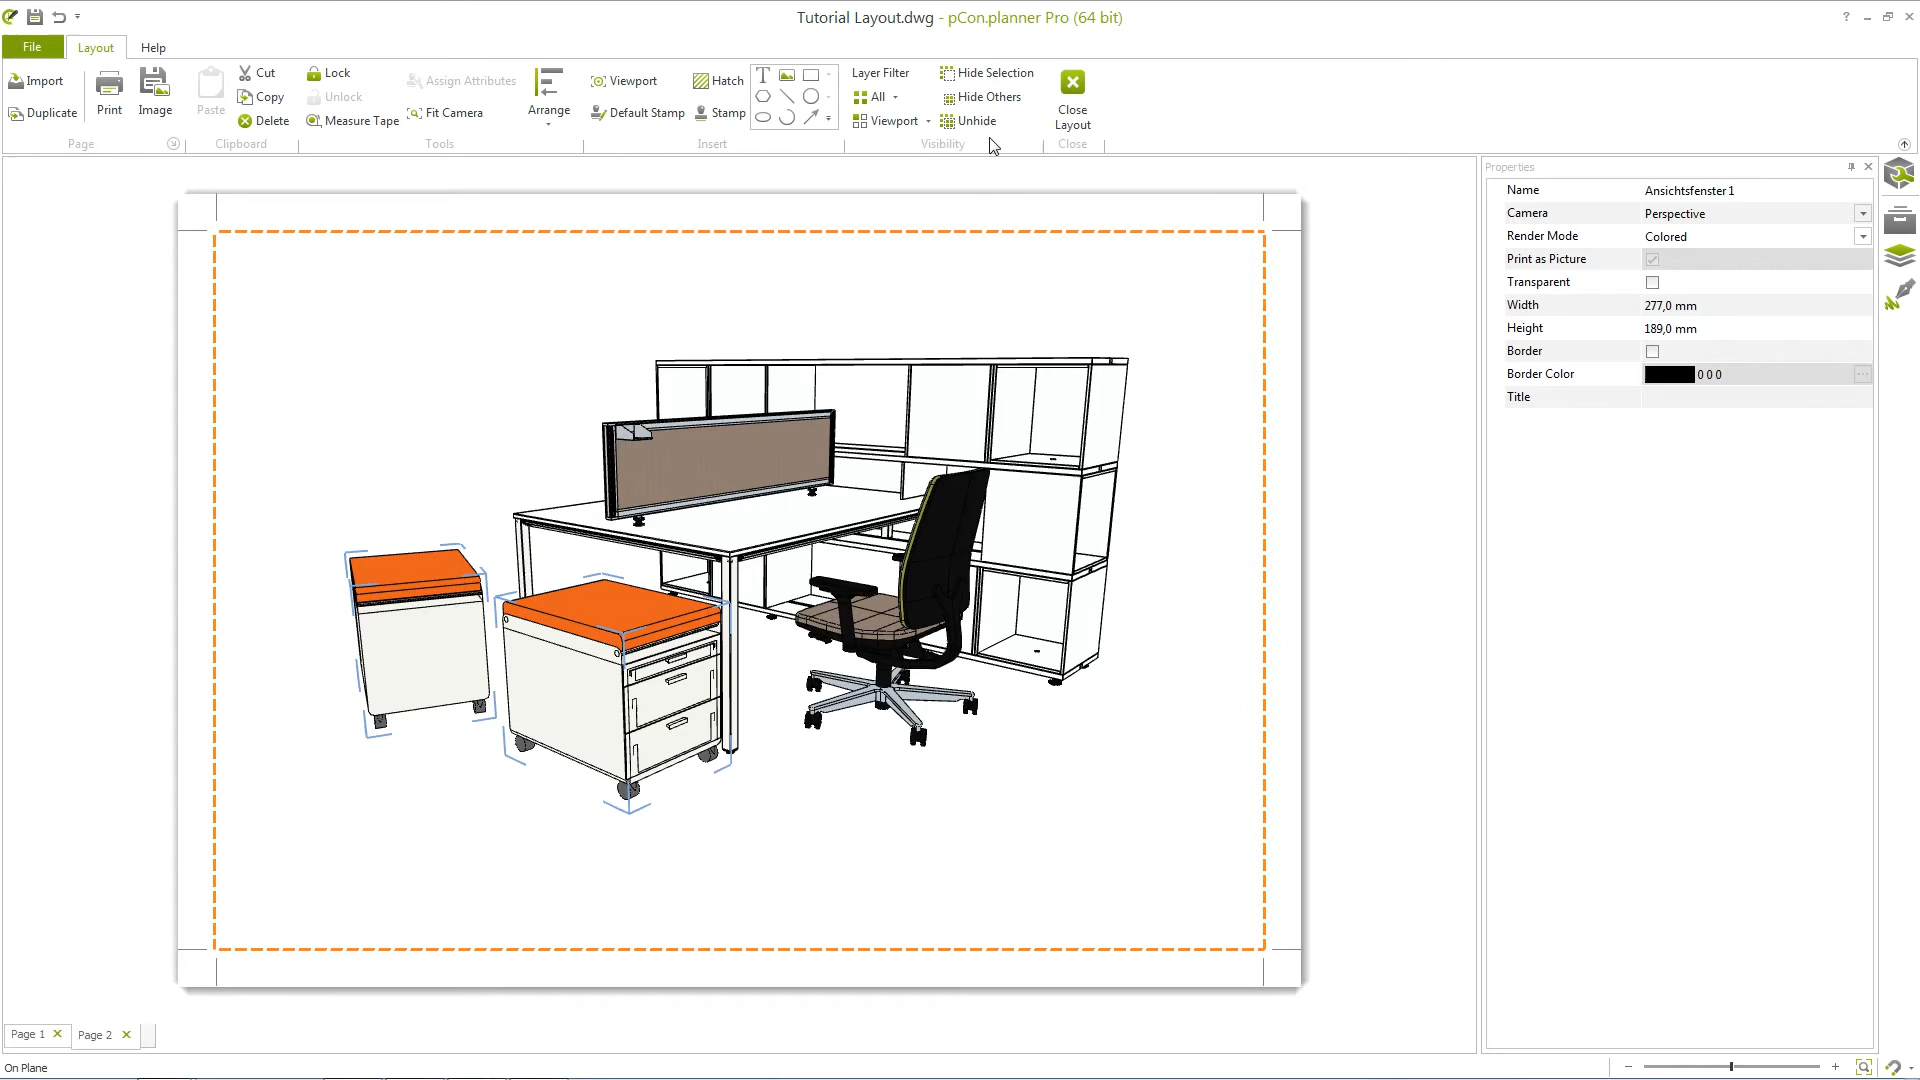 Tutorial Layout.dwg - pCon.planner Pro (64 bit)
?
File
Layout
Help
Import
Duplicate
Print
Image
Paste
Cut
Copy
Delete
Lock
Unlock
Measure Tape
Assign Attributes
Fit Camera
Arrange
Viewport
Default Stamp
Hatch
Stamp
T
Layer Filter
All
Viewport
Hide Selection
Hide Others
Unhide
Close
Layout
Page
Clipboard
Tools
Insert
Visibility
Close
Properties
Name Ansichtsfenster1
Camera Perspective
Render Mode Colored
Print as Picture
Transparent
Width 277,0 mm
Height 189,0 mm
Border
Border Color 0 0 0
Title
Page 1
Page 2
On Plane